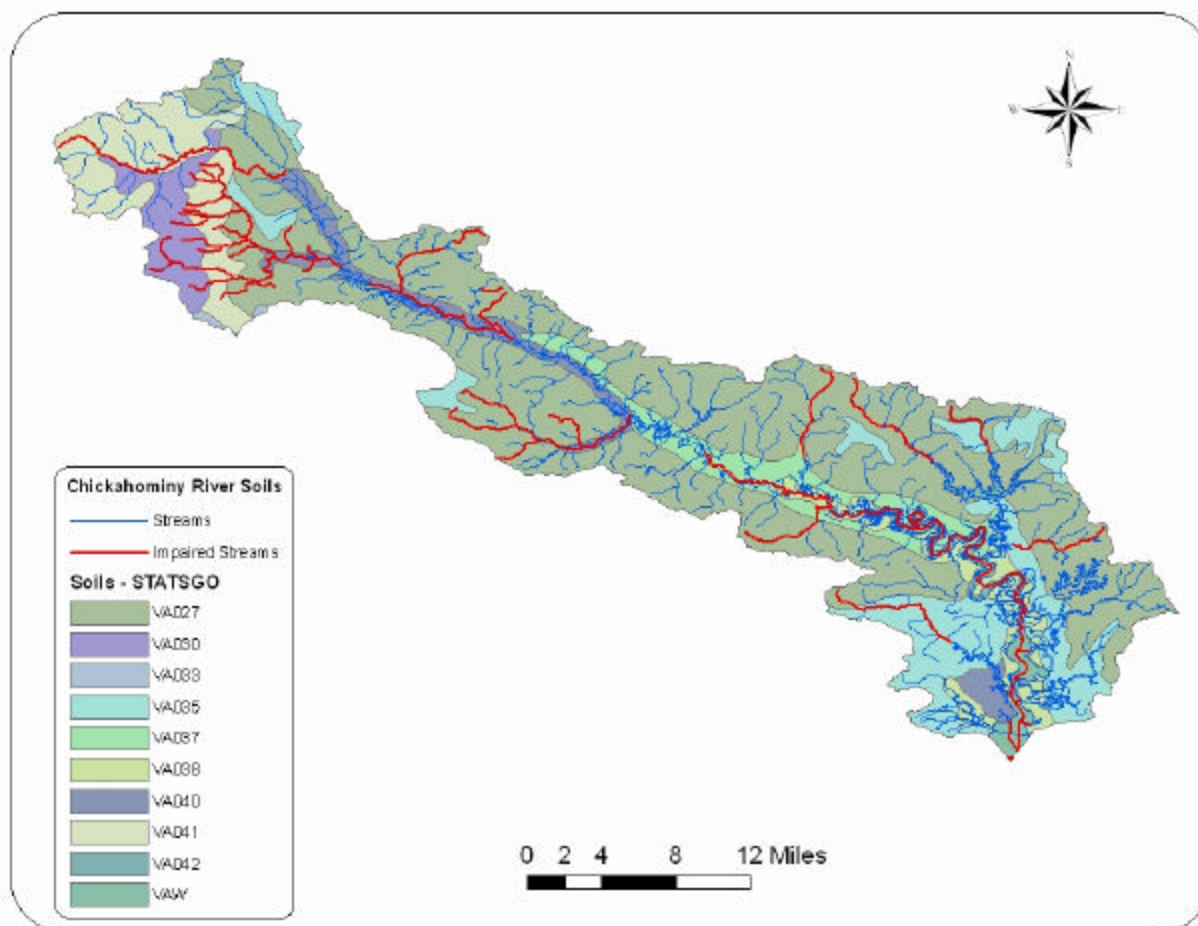 N
W
E
S
Chickahominy River Soils
Streams
Impaired Streams
Soils - STATSGO
VA027
VA030
VA033
VA035
VA037
VA038
VA040
VA041
VA042
VAW
0 2 4 8 12 Miles